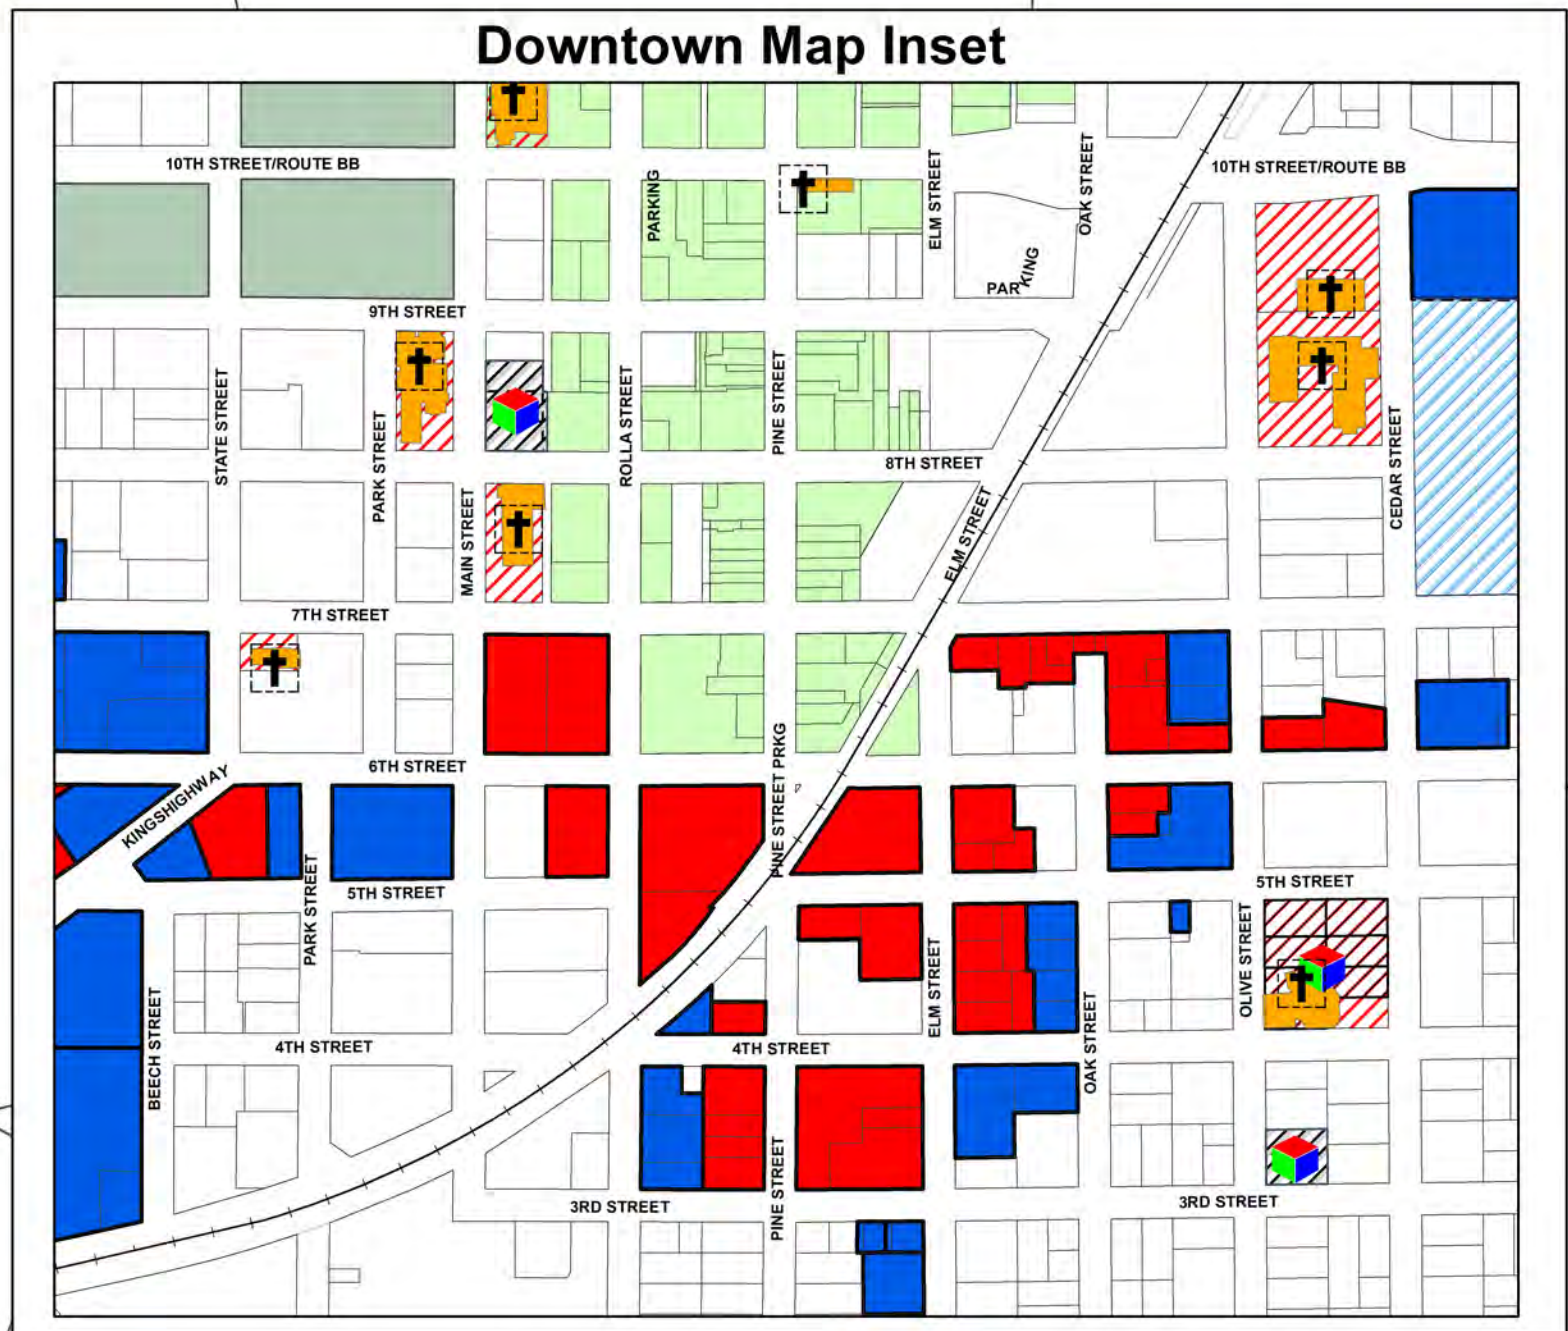 Downtown Map Inset
10TH STREET/ROUTE BB
10TH STREET/ROUTE BB
PARKING
ELM STREET
OAK STREET
PARKING
9TH STREET
STATE STREET
PARK STREET
ROLLA STREET
PINE STREET
8TH STREET
CEDAR STREET
MAIN STREET
ELM STREET
7TH STREET
6TH STREET
PINE STREET PRKG
KINGSHIGHWAY
5TH STREET
5TH STREET
PARK STREET
OLIVE STREET
ELM STREET
BEECH STREET
OAK STREET
4TH STREET
4TH STREET
PINE STREET
3RD STREET
3RD STREET